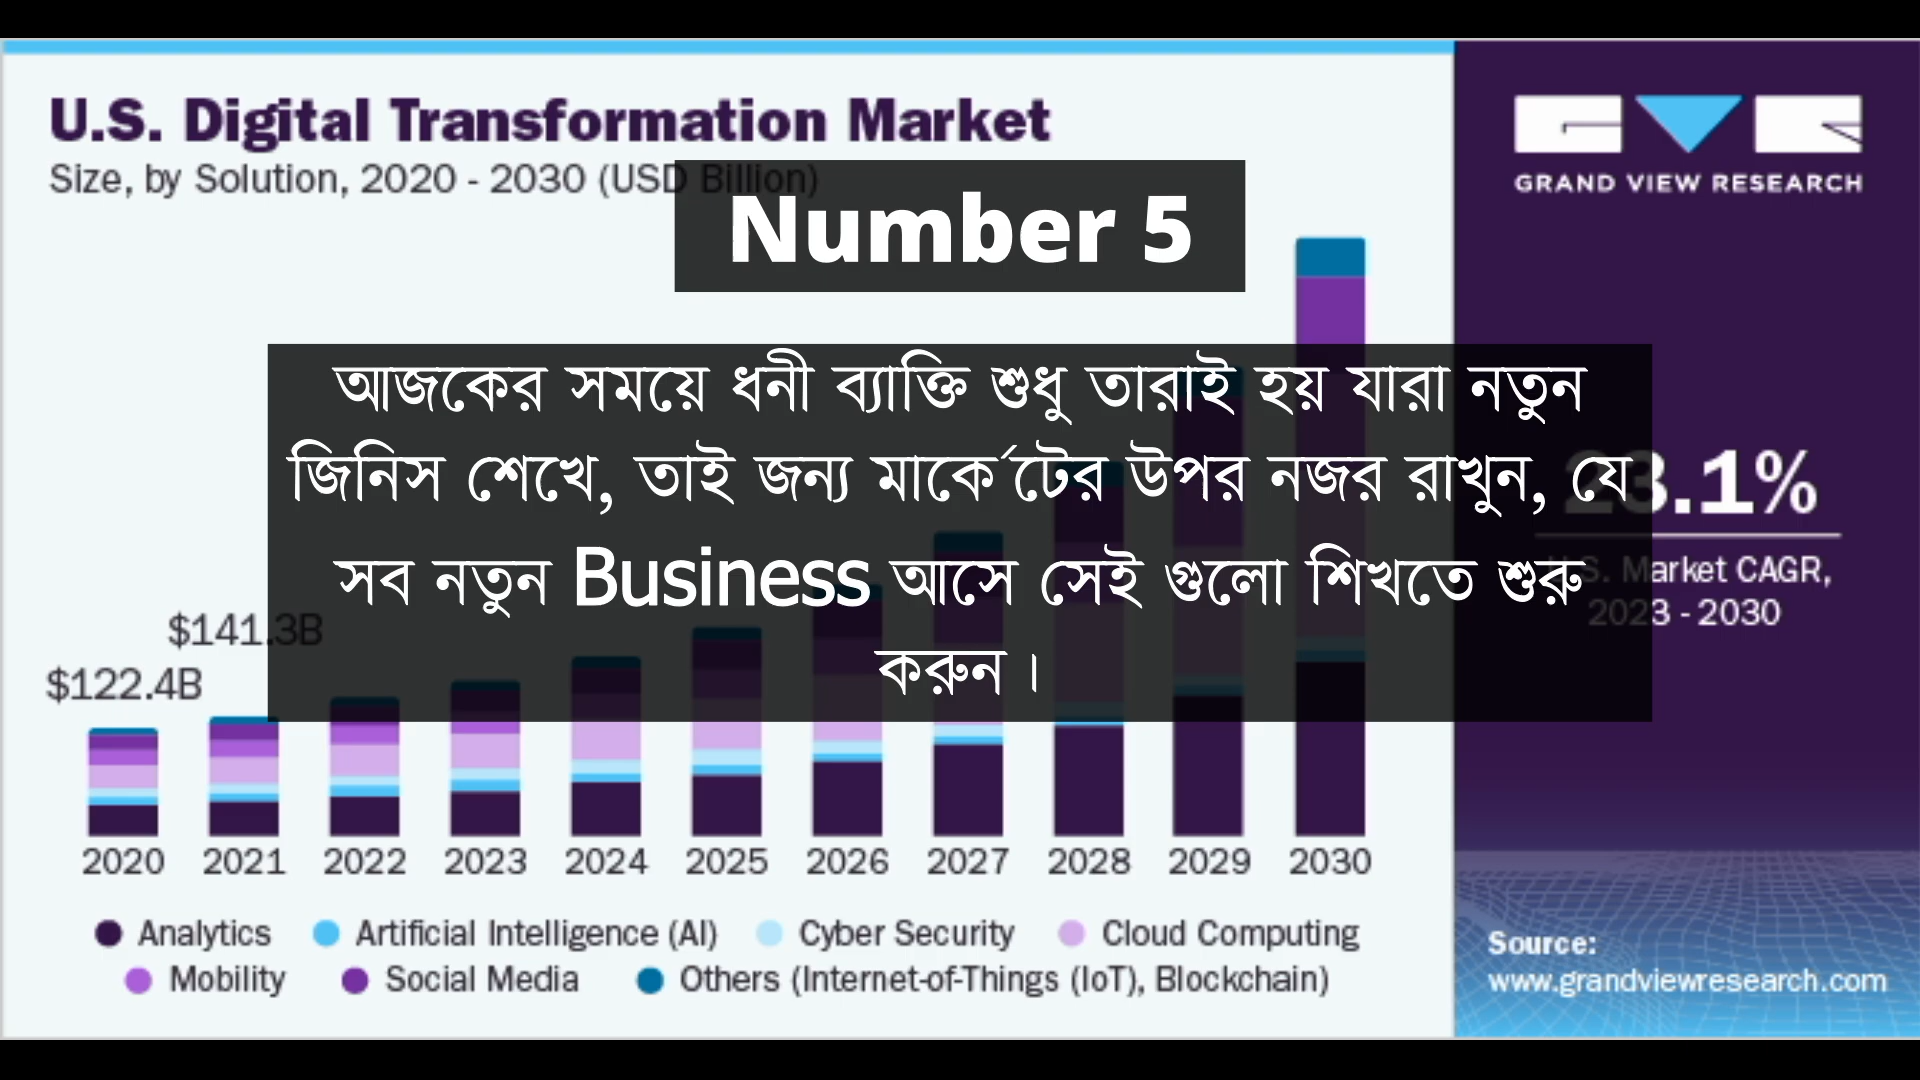 U.S. Digital Transformation Market
Size, by Solution, 2020 - 2030 (USD Billion)
GRAND VIEW RESEARCH
Number 5
আজকের সময়ে ধনী ব্যাক্তি শুধু তারাই হয় যারা নতুন
জিনিস শেখে, তাই জন্য মার্কেটের উপর নজর রাখুন, যে
সব নতুন Business আসে সেই গুলো শিখতে শুরু
করুন।
23.1%
U.S. Market CAGR,
2023 - 2030
$141.3B
$122.4B
2020 2021 2022 2023 2024 2025 2026 2027 2028 2029 2030
Analytics Artificial Intelligence (AI) Cyber Security Cloud Computing
Mobility Social Media Others (Internet-of-Things (IoT), Blockchain)
Source:
www.grandviewresearch.com